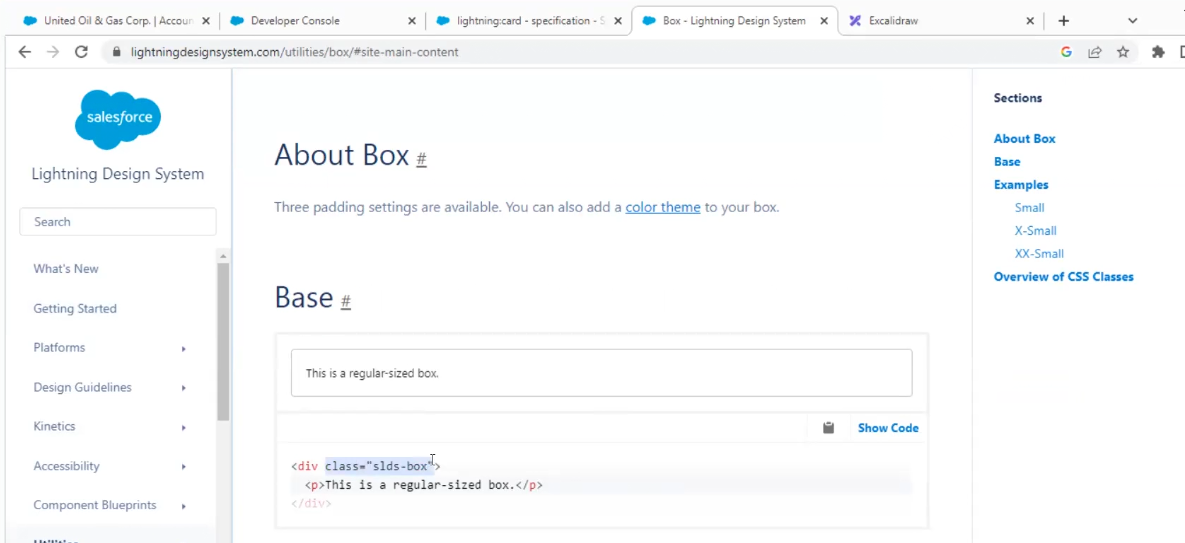 United Oil & Gas Corp. | Accoun
Developer Console
lightning:card - specification - S
Box - Lightning Design System
Excalidraw
lightningdesignsystem.com/utilities/box/#site-main-content
salesforce
Lightning Design System
Search
What's New
Getting Started
Platforms
Design Guidelines
Kinetics
Accessibility
Component Blueprints
Utilities
About Box #
Three padding settings are available. You can also add a color theme to your box.
Base #
This is a regular-sized box.
Show Code
<div class="slds-box">
<p>This is a regular-sized box.</p>
</div>
Sections
About Box
Base
Examples
Small
X-Small
XX-Small
Overview of CSS Classes